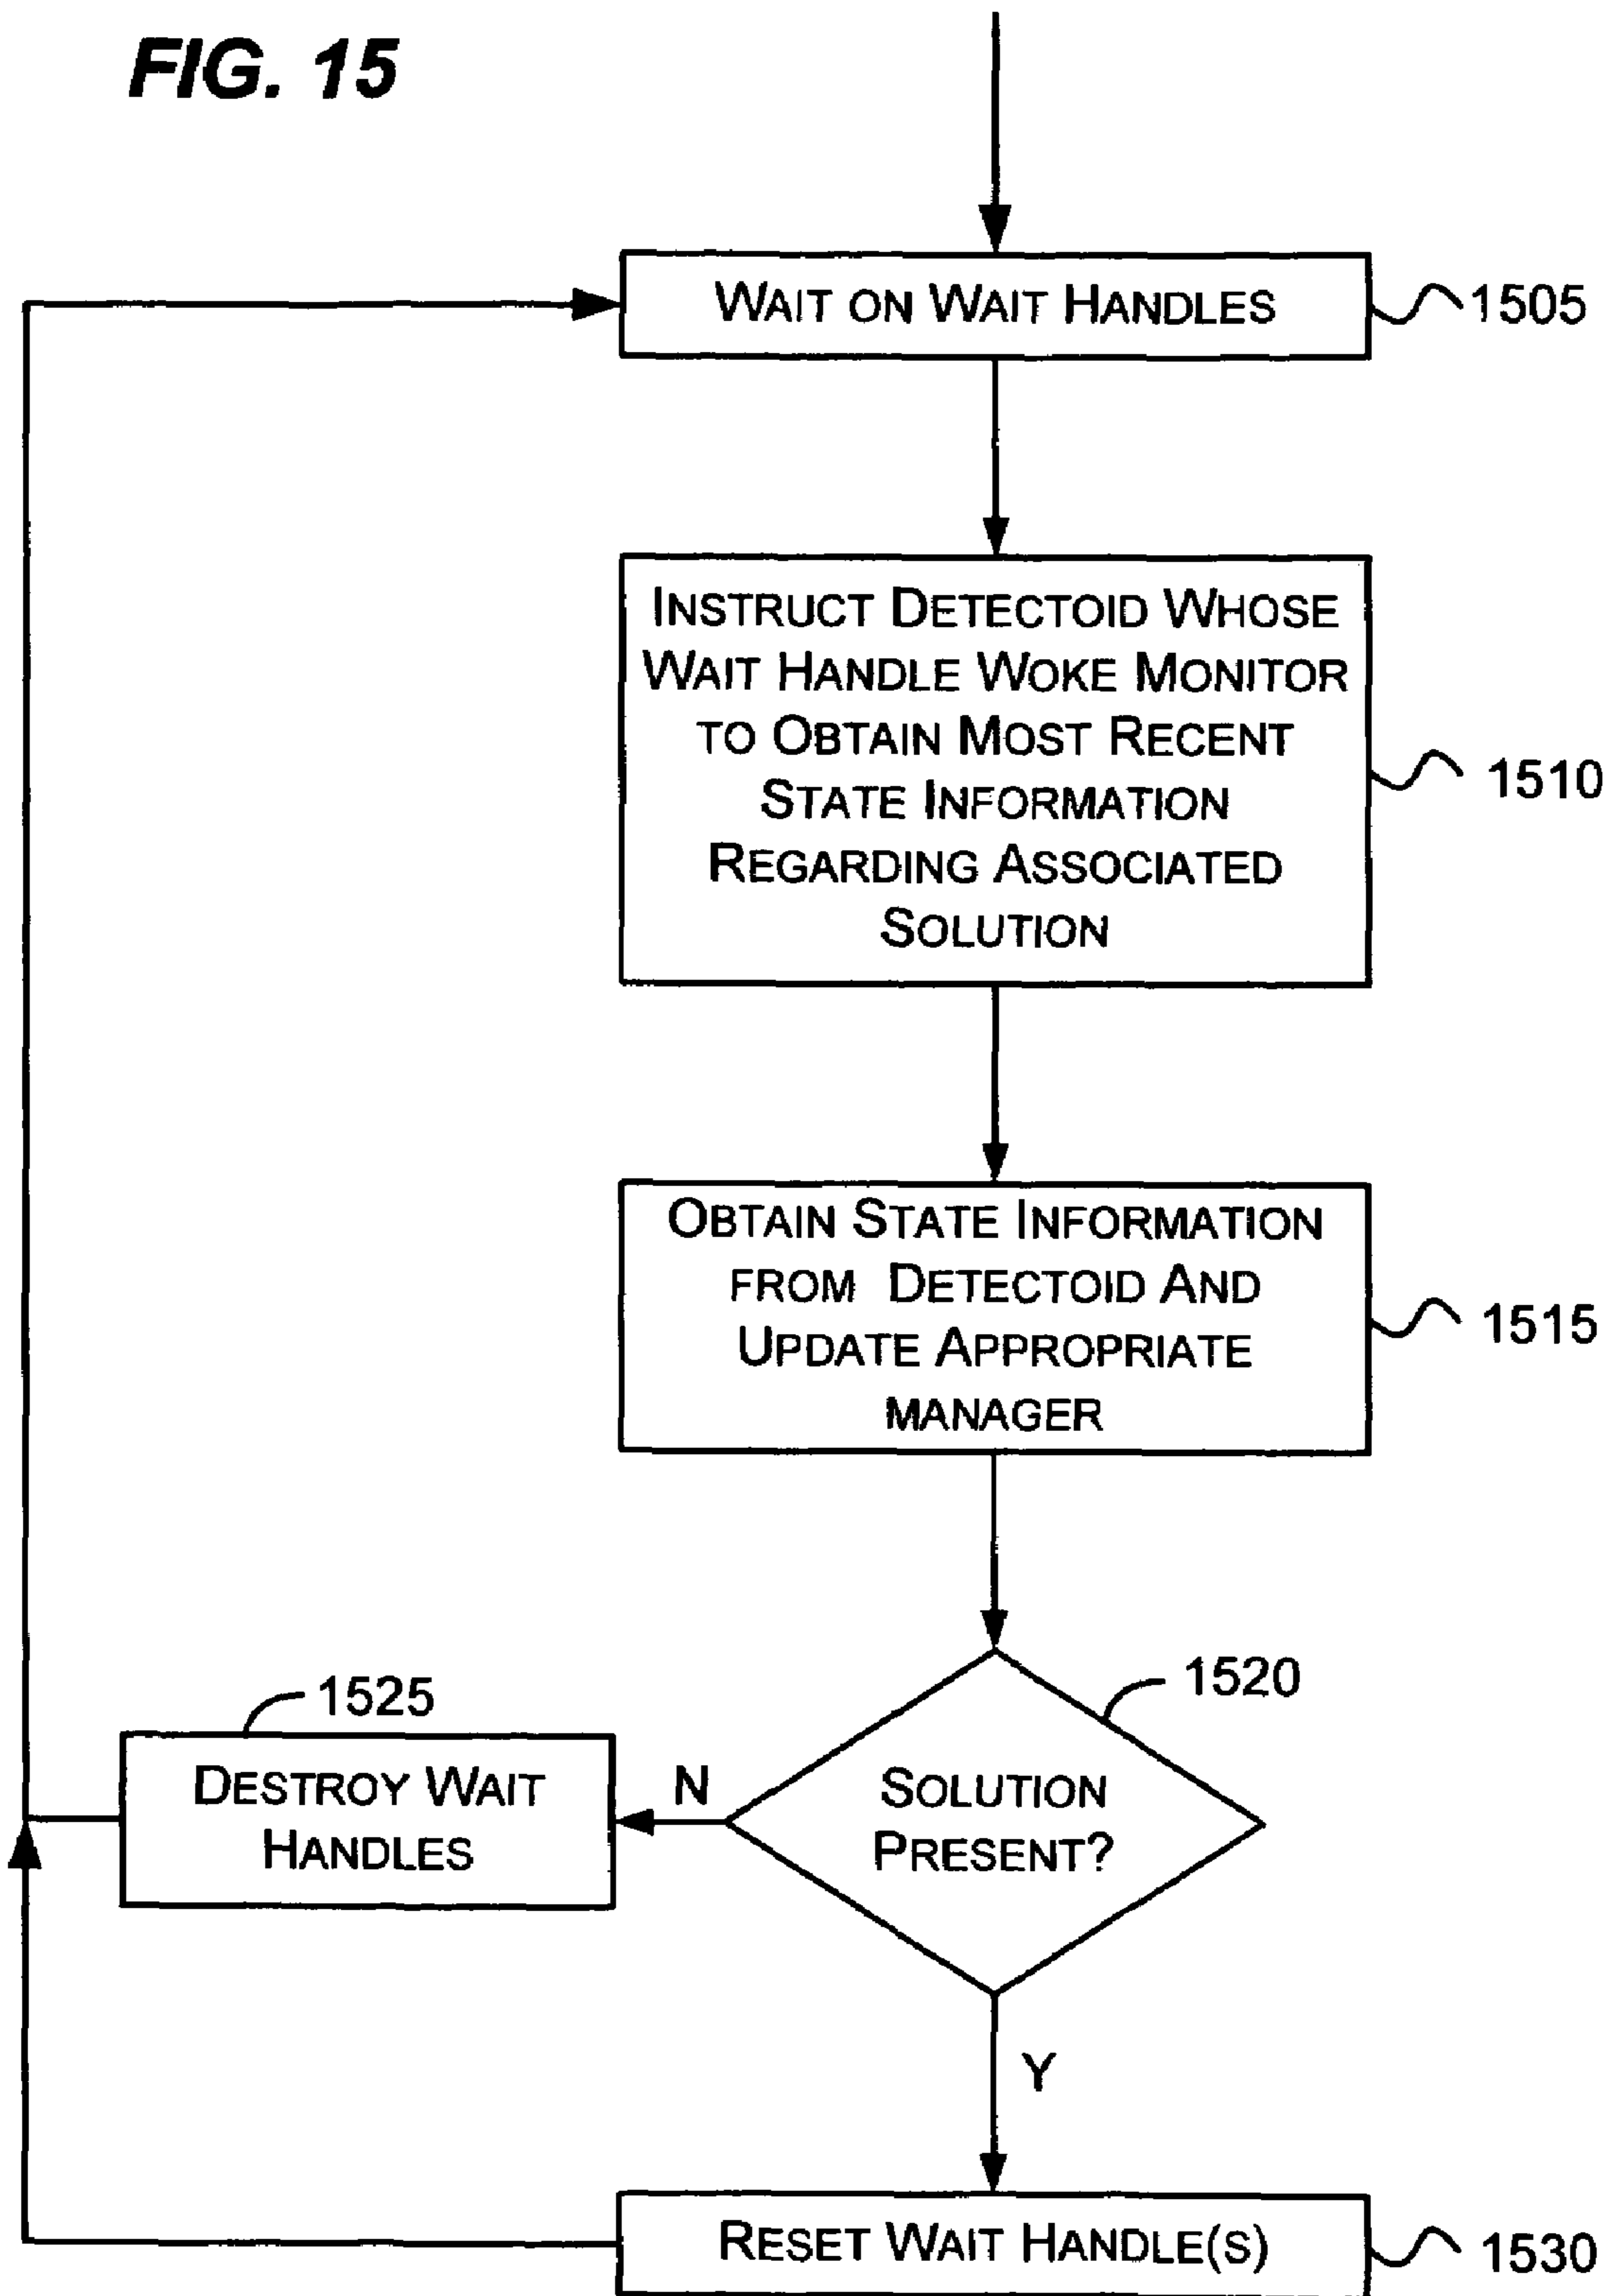 FIG. 15
WAIT ON WAIT HANDLES
1505
INSTRUCT DETECTOID WHOSE
WAIT HANDLE WOKE MONITOR
TO OBTAIN MOST RECENT
STATE INFORMATION
REGARDING ASSOCIATED
SOLUTION
1510
OBTAIN STATE INFORMATION
FROM DETECTOID AND
UPDATE APPROPRIATE
MANAGER
1515
1520
SOLUTION
PRESENT?
N
1525
DESTROY WAIT
HANDLES
Y
RESET WAIT HANDLE(S)
1530